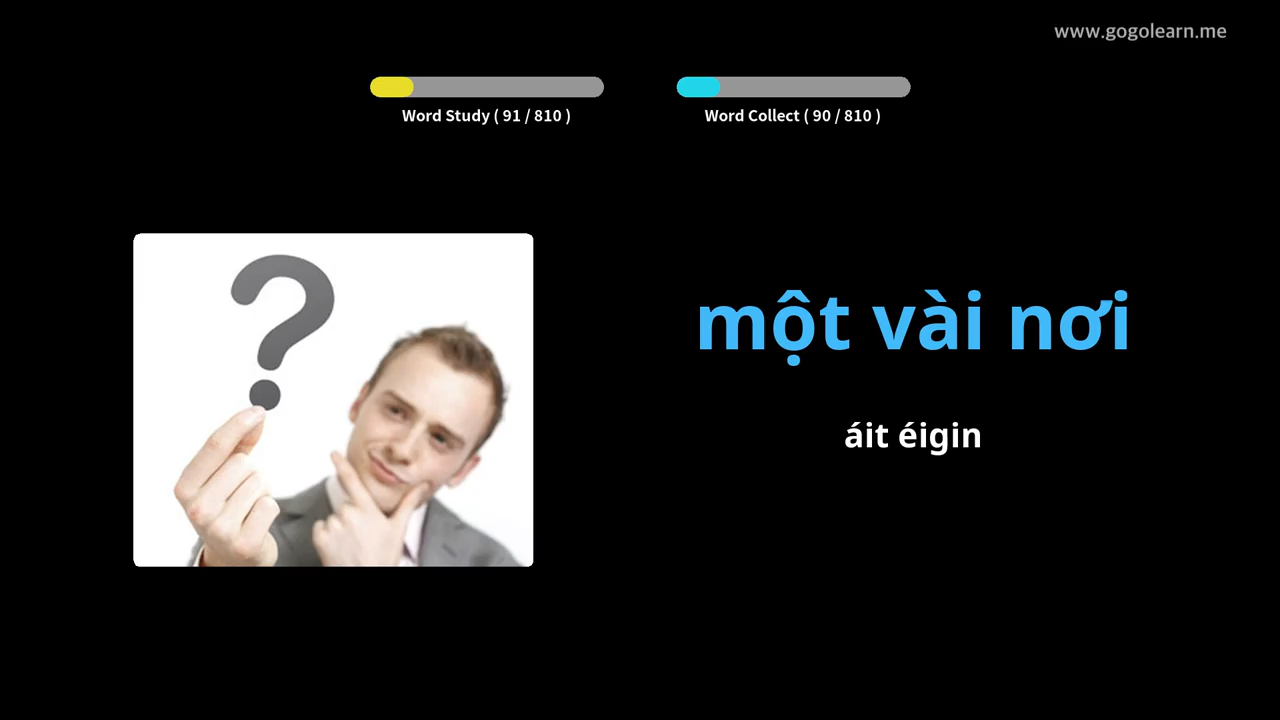 www.gogolearn.me
Word Study ( 91 / 810 )
Word Collect ( 90 / 810 )
một vài nơi
áit éigin